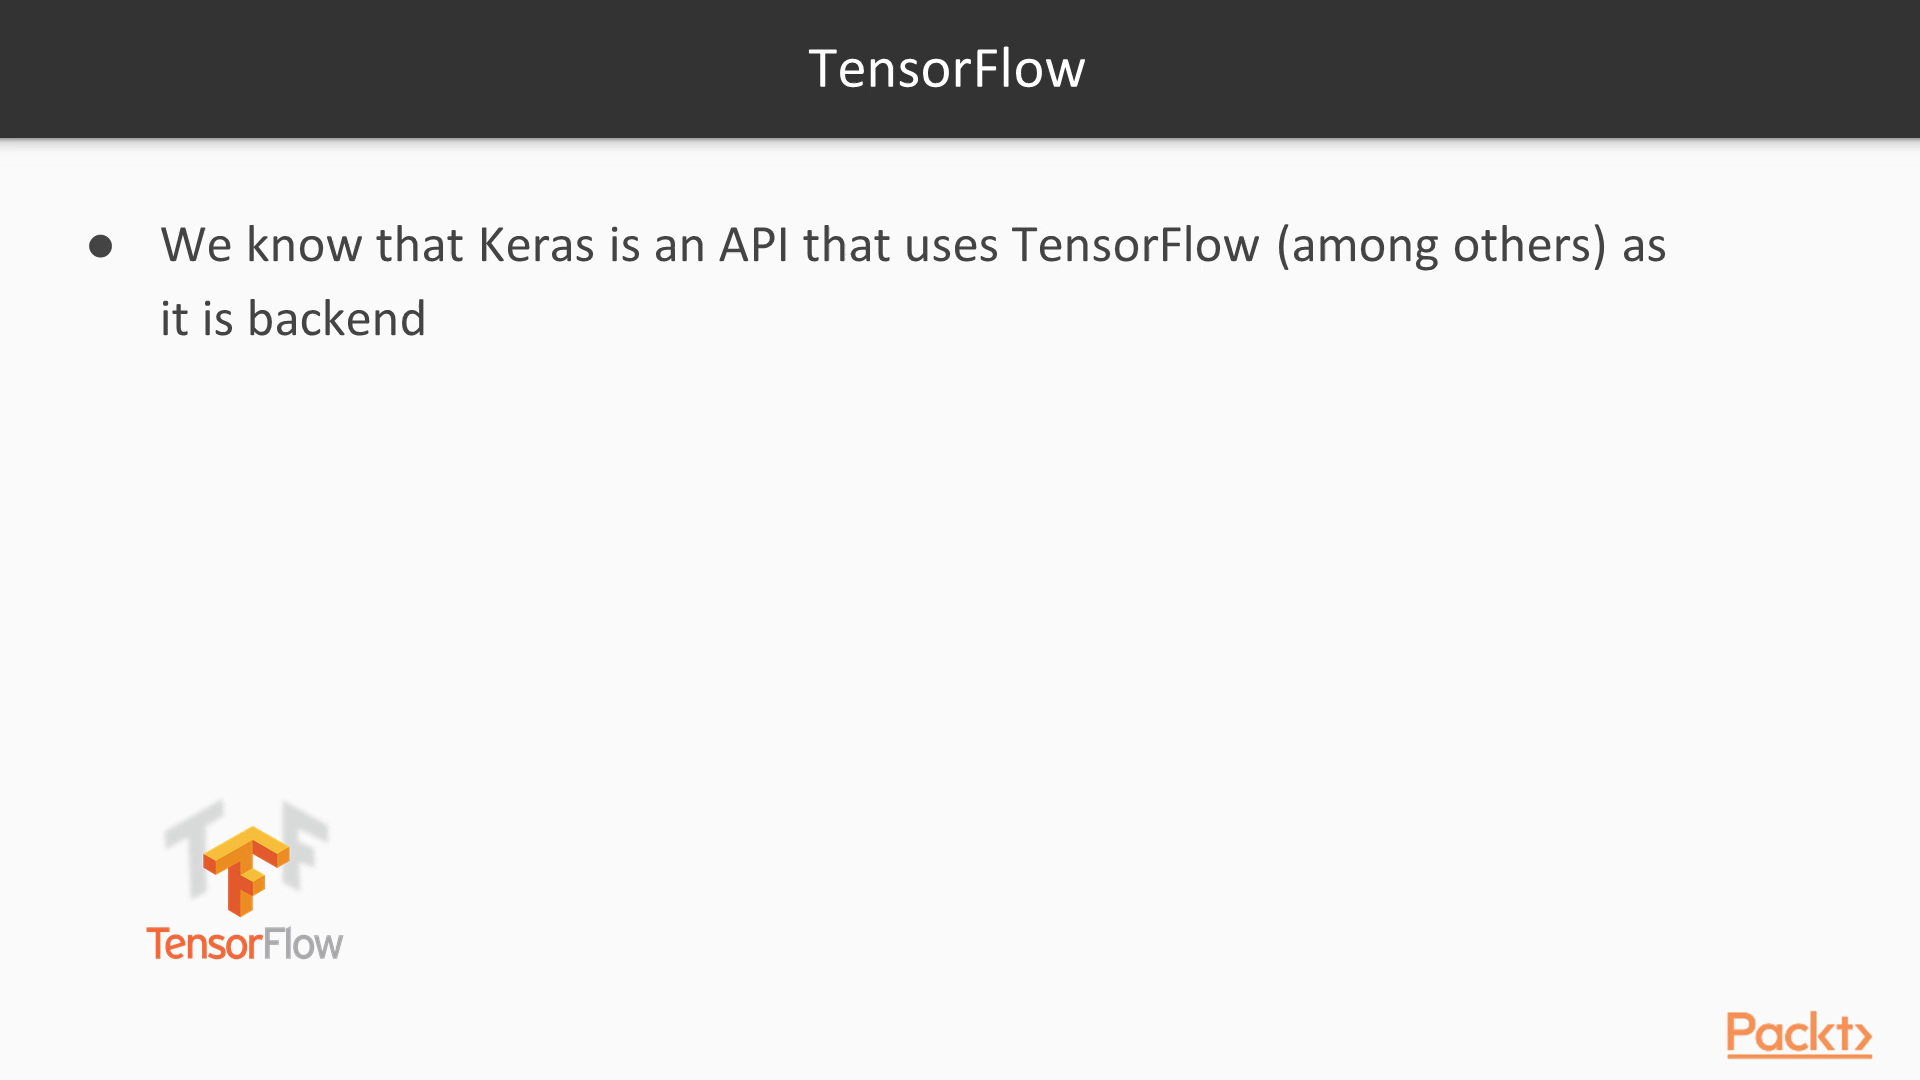 TensorFlow
● We know that Keras is an API that uses TensorFlow (among others) as
it is backend
TF
TensorFlow
Packt>